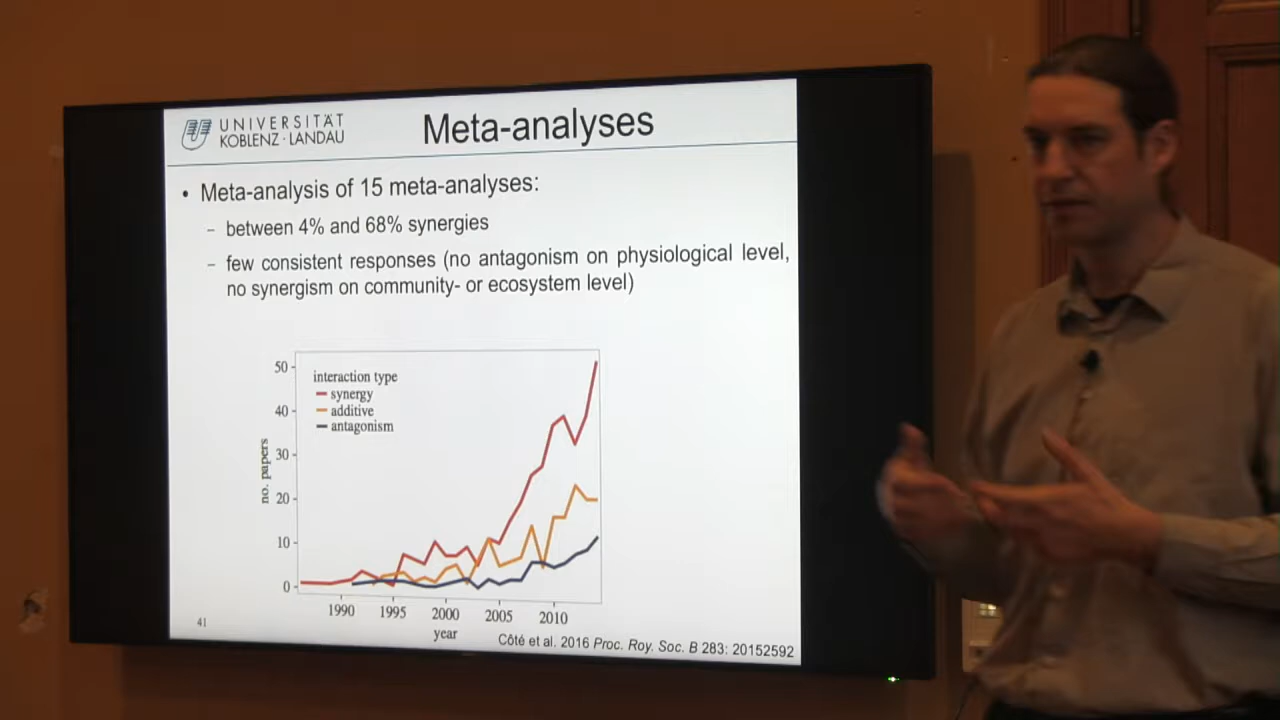 UNIVERSITÄT
KOBLENZ · LANDAU
Meta-analyses
• Meta-analysis of 15 meta-analyses:
– between 4% and 68% synergies
– few consistent responses (no antagonism on physiological level,
no synergism on community- or ecosystem level)
50
40
30
20
10
0
no. papers
interaction type
synergy
additive
antagonism
1990 1995 2000 2005 2010
year
41
Côté et al. 2016 Proc. Roy. Soc. B 283: 20152592